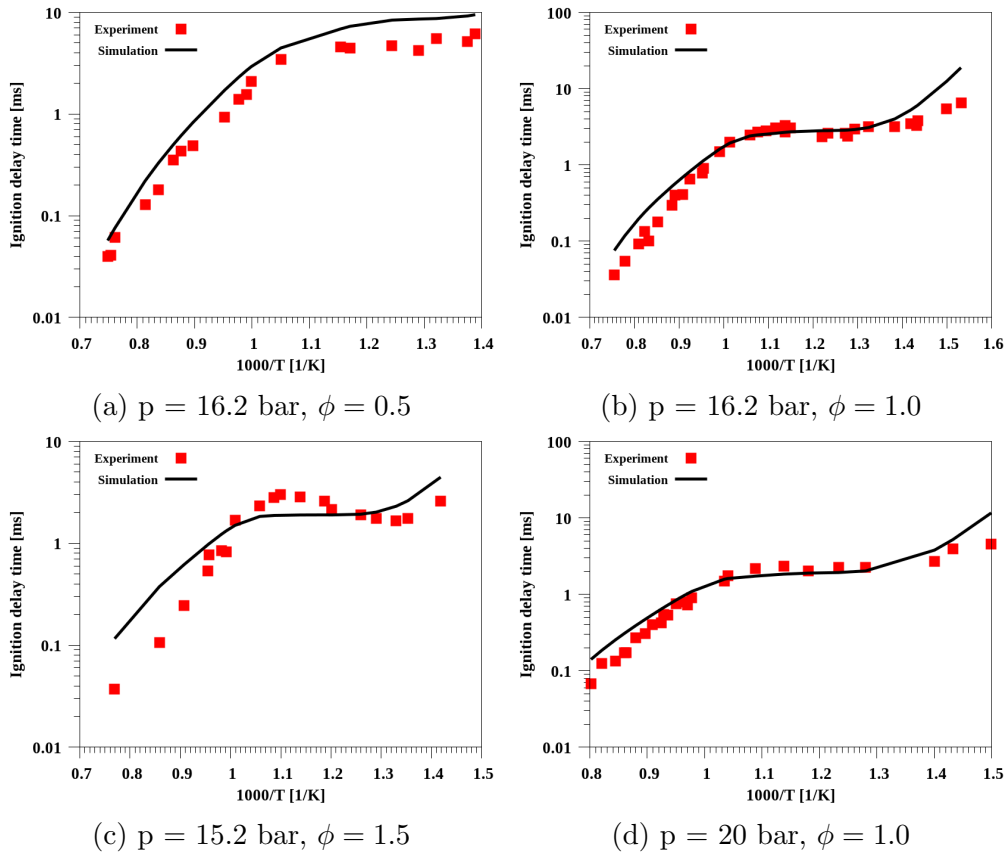 10
1
0.1
0.01
Ignition delay time [ms]
Experiment
Simulation
0.7 0.8 0.9 1 1.1 1.2 1.3 1.4
1000/T [1/K]
(a) p = 16.2 bar, ϕ = 0.5
100
10
1
0.1
0.01
Ignition delay time [ms]
Experiment
Simulation
0.7 0.8 0.9 1 1.1 1.2 1.3 1.4 1.5 1.6
1000/T [1/K]
(b) p = 16.2 bar, ϕ = 1.0
10
1
0.1
0.01
Ignition delay time [ms]
Experiment
Simulation
0.7 0.8 0.9 1 1.1 1.2 1.3 1.4 1.5
1000/T [1/K]
(c) p = 15.2 bar, ϕ = 1.5
100
10
1
0.1
0.01
Ignition delay time [ms]
Experiment
Simulation
0.8 0.9 1 1.1 1.2 1.3 1.4 1.5
1000/T [1/K]
(d) p = 20 bar, ϕ = 1.0